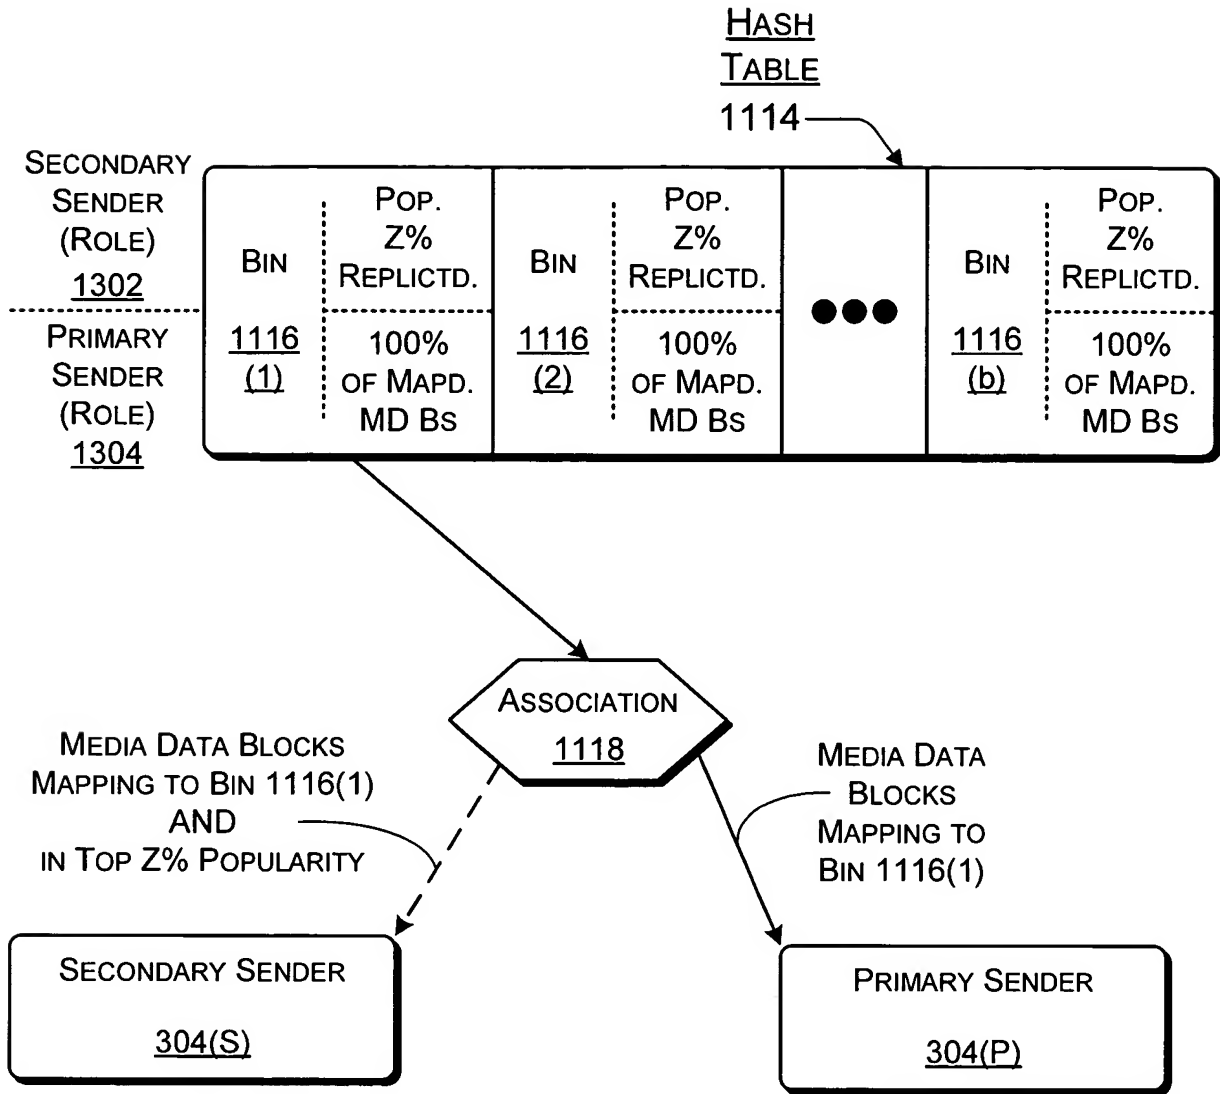 HASH
TABLE
1114
SECONDARY
SENDER
(ROLE)
1302
PRIMARY
SENDER
(ROLE)
1304
BIN
1116
(1)
POP.
Z%
REPLICTD.
100%
OF MAPD.
MD BS
BIN
1116
(2)
POP.
Z%
REPLICTD.
100%
OF MAPD.
MD BS
BIN
1116
(b)
POP.
Z%
REPLICTD.
100%
OF MAPD.
MD BS
ASSOCIATION
1118
MEDIA DATA BLOCKS
MAPPING TO BIN 1116(1)
AND
IN TOP Z% POPULARITY
MEDIA DATA
BLOCKS
MAPPING TO
BIN 1116(1)
SECONDARY SENDER
304(S)
PRIMARY SENDER
304(P)